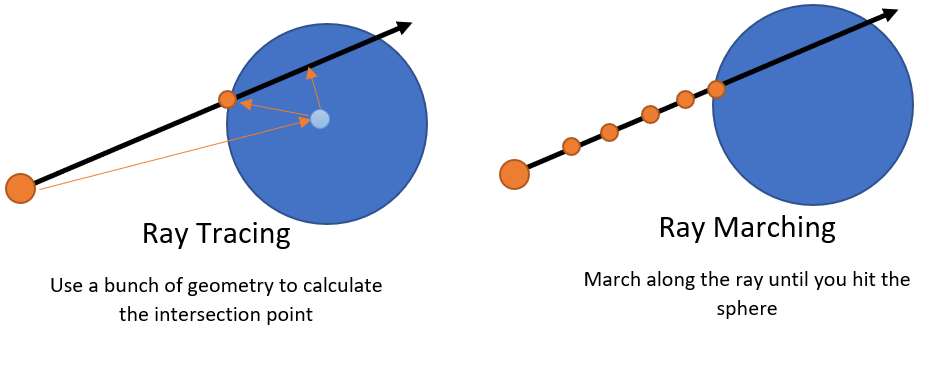 Ray Tracing
Use a bunch of geometry to calculate
the intersection point
Ray Marching
March along the ray until you hit the
sphere